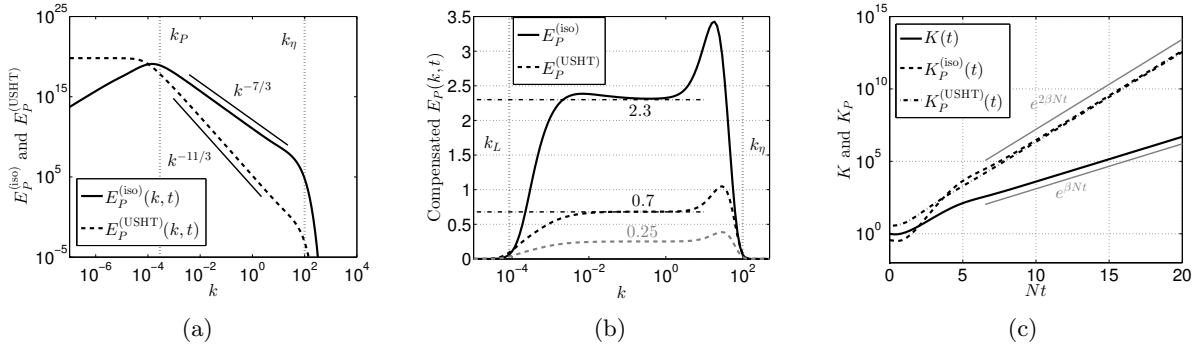 10^25
10^15
10^5
10^−5
E_P^(iso) and E_P^(USHT)
k_P
k_η
k^−7/3
k^−11/3
E_P^(iso)(k, t)
E_P^(USHT)(k, t)
10^−6 10^−4 10^−2 10^0 10^2 10^4
k
(a)
3.5
3
2.5
2
1.5
1
0.5
0
Compensated E_P(k, t)
E_P^(iso)
E_P^(USHT)
2.3
k_L
k_η
0.7
0.25
10^−4 10^−2 10^0 10^2
k
(b)
10^15
10^10
10^5
10^0
K and K_P
K(t)
K_P^(iso)(t)
K_P^(USHT)(t)
e^2βNt
e^βNt
0 5 10 15 20
Nt
(c)